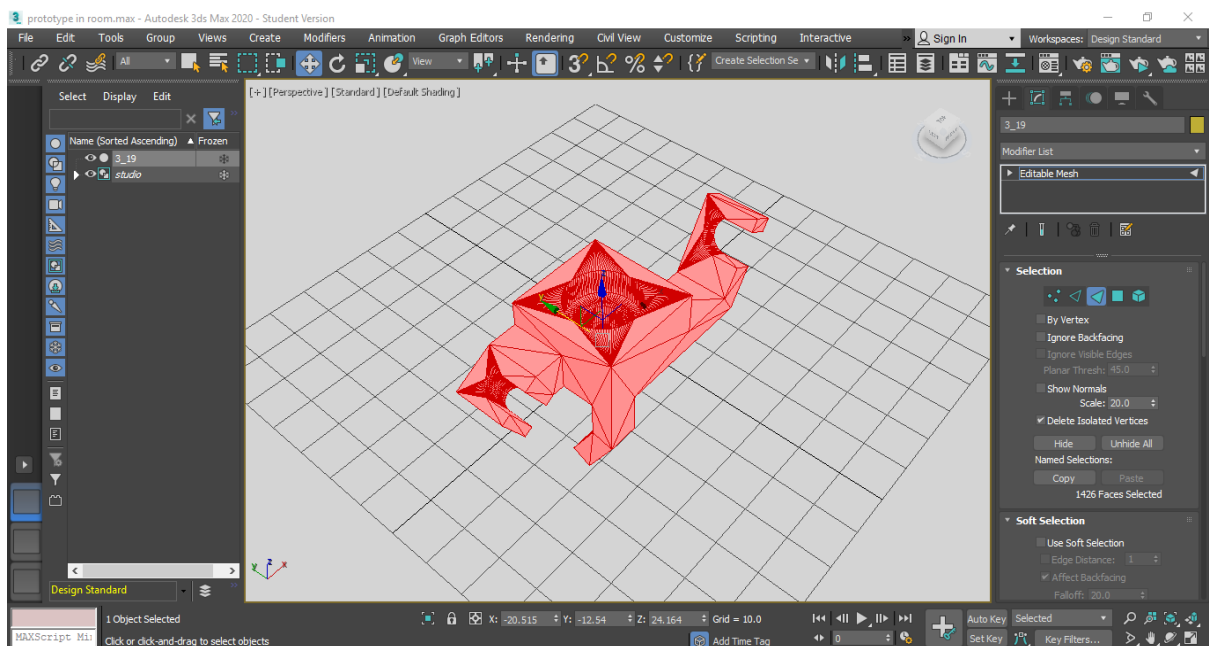 prototype in room.max - Autodesk 3ds Max 2020 - Student Version
File Edit Tools Group Views Create Modifiers Animation Graph Editors Rendering Civil View Customize Scripting Interactive » Sign In Workspaces: Design Standard
All View Create Selection Se
Select Display Edit
[+] [Perspective ] [Standard ] [Default Shading ]
Name (Sorted Ascending) ▲ Frozen
3_19
studio
3_19
Modifier List
Editable Mesh
Selection
By Vertex
Ignore Backfacing
Ignore Visible Edges
Planar Thresh: 45.0
Show Normals
Scale: 20.0
Delete Isolated Vertices
Hide Unhide All
Named Selections:
Copy Paste
1426 Faces Selected
Soft Selection
Use Soft Selection
Edge Distance: 1
Affect Backfacing
Falloff: 20.0
Design Standard
1 Object Selected X: -20.515 Y: -12.54 Z: 24.164 Grid = 10.0 Auto Key Selected
MAXScript Mi: Click or click-and-drag to select objects Add Time Tag 0 Set Key Key Filters...